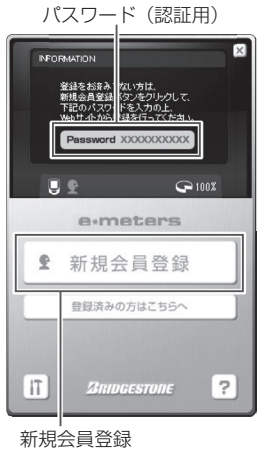 パスワード（認証用）
INFORMATION
登録をお済みでない方は、
新規会員登録ボタンをクリックして、
下記のパスワードを入力の上、
Webサイトから登録を行ってください。
Password XXXXXXXXXX
100%
e·meters
新規会員登録
登録済みの方はこちらへ
BRIDGESTONE
?
新規会員登録